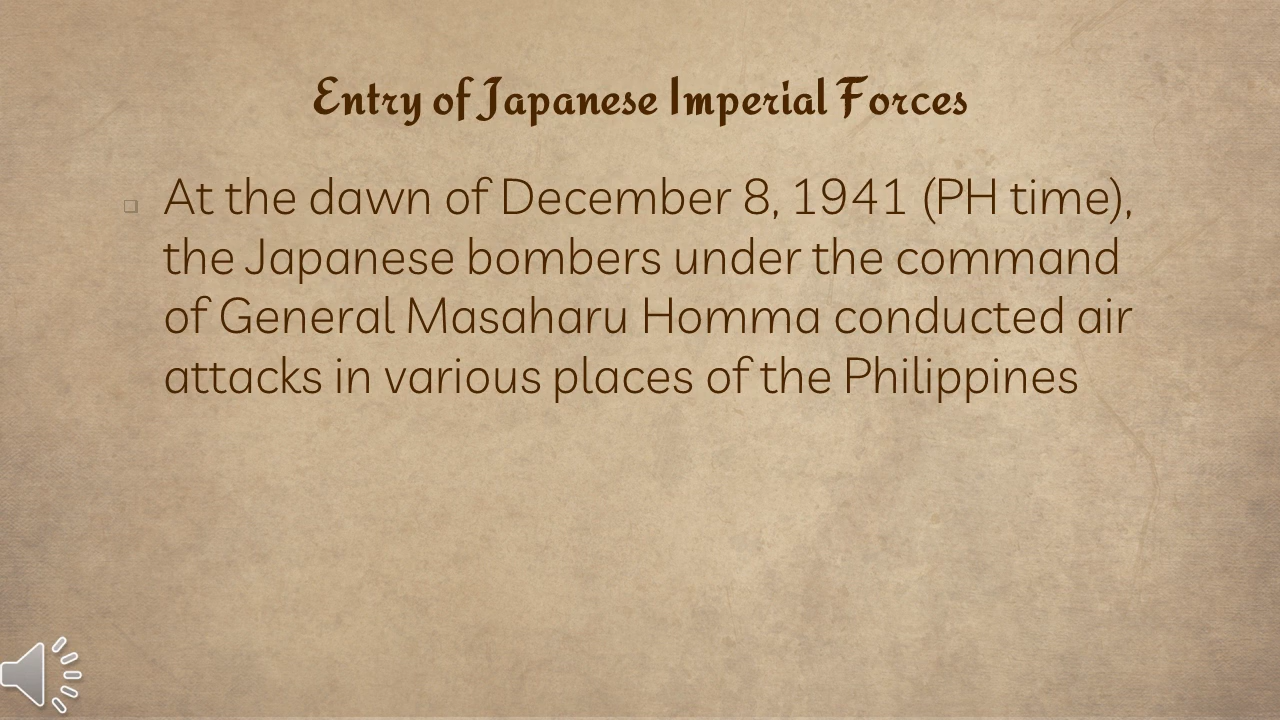 Entry of Japanese Imperial Forces
At the dawn of December 8, 1941 (PH time),
the Japanese bombers under the command
of General Masaharu Homma conducted air
attacks in various places of the Philippines